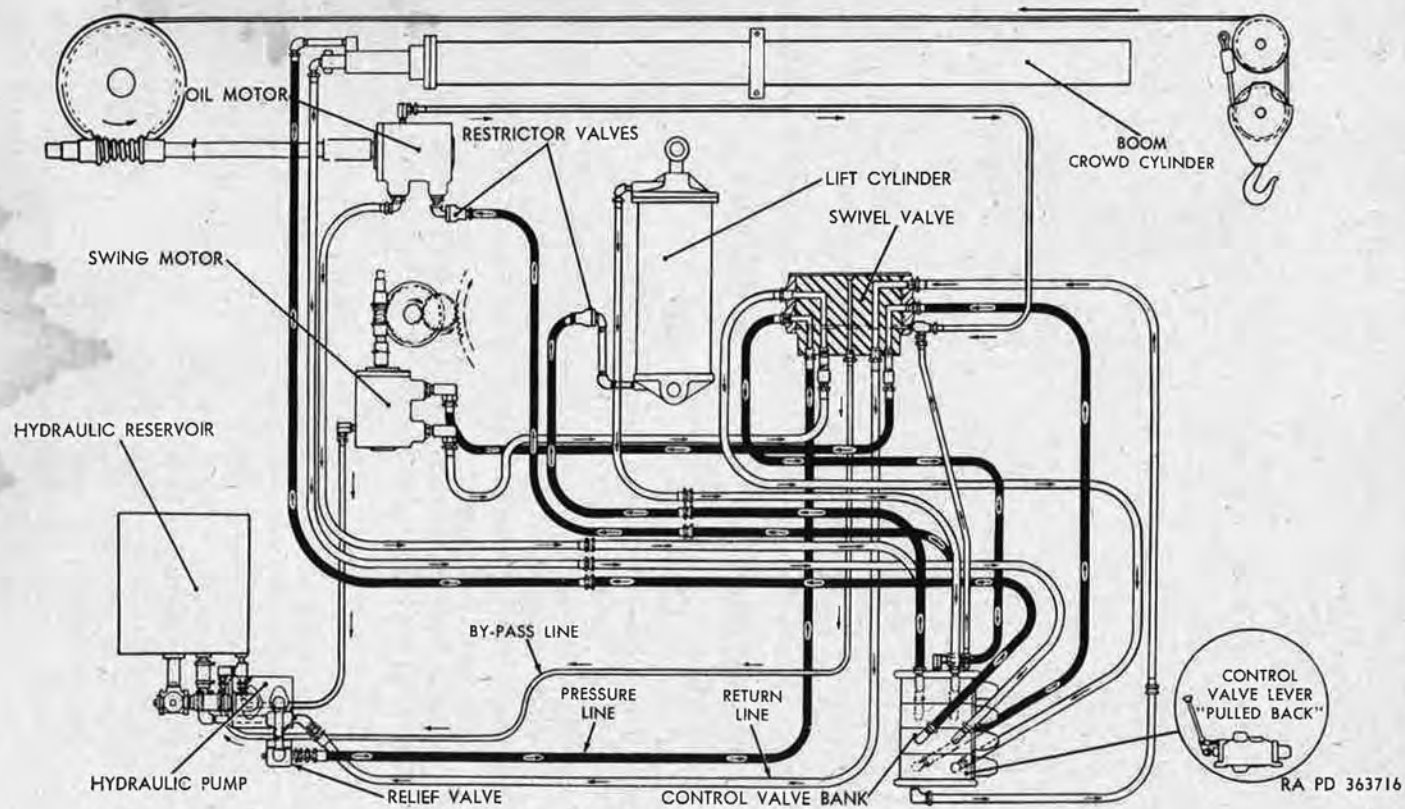 OIL MOTOR
RESTRICTOR VALVES
BOOM
CROWD CYLINDER
LIFT CYLINDER
SWIVEL VALVE
SWING MOTOR
HYDRAULIC RESERVOIR
BY-PASS LINE
PRESSURE
LINE
RETURN
LINE
CONTROL
VALVE LEVER
"PULLED BACK"
HYDRAULIC PUMP
RELIEF VALVE
CONTROL VALVE BANK
RA PD 363716